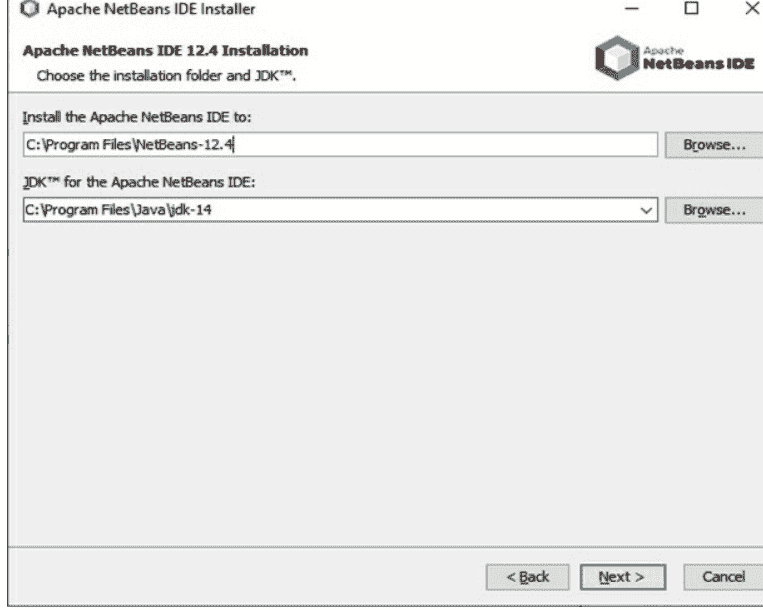 Apache NetBeans IDE Installer
Apache NetBeans IDE 12.4 Installation
Choose the installation folder and JDK™.
Apache
NetBeans IDE
Install the Apache NetBeans IDE to:
C:\Program Files\NetBeans-12.4
Browse...
JDK™ for the Apache NetBeans IDE:
C:\Program Files\Java\jdk-14
Browse...
< Back
Next >
Cancel